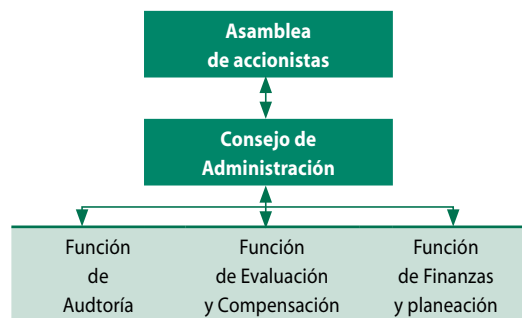 Asamblea
de accionistas
Consejo de
Administración
Función
de
Audtoría
Función
de Evaluación
y Compensación
Función
de Finanzas
y planeación